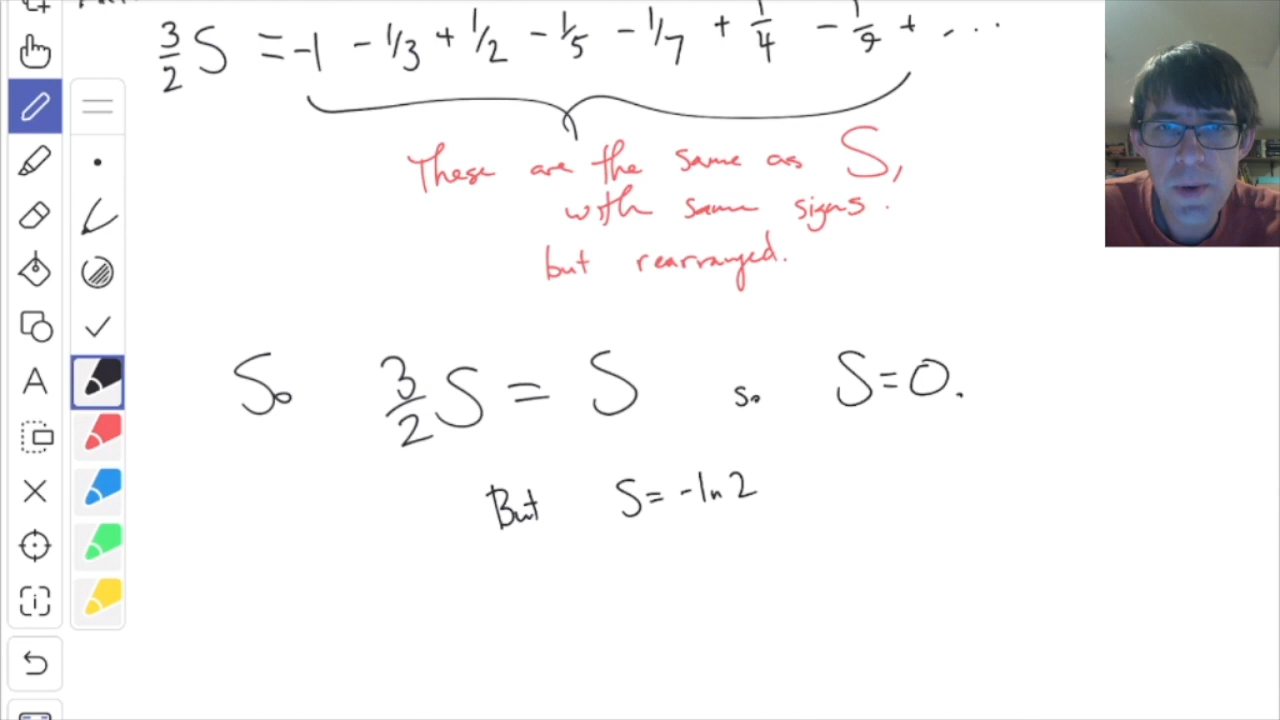 3/2 S = -1 - 1/3 + 1/2 - 1/5 - 1/7 + 1/4 - 1/9 + , ...
These are the same as S,
with same signs.
but rearranged.
So 3/2 S = S so S=0.
But S= -ln 2
A